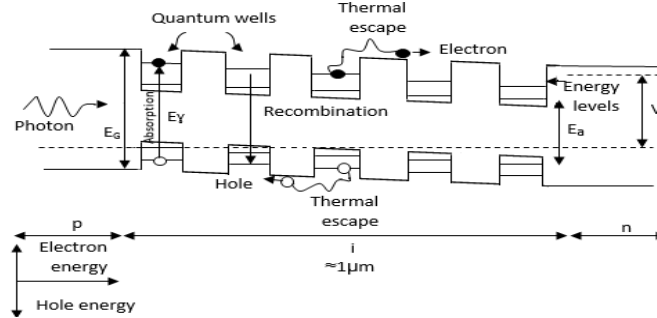 Thermal
escape
Quantum wells
Electron
Photon
Absorption
Eɣ
EG
Recombination
Energy
levels
Ea
V
Hole
Thermal
escape
p
i
n
≈1μm
Electron
energy
Hole energy